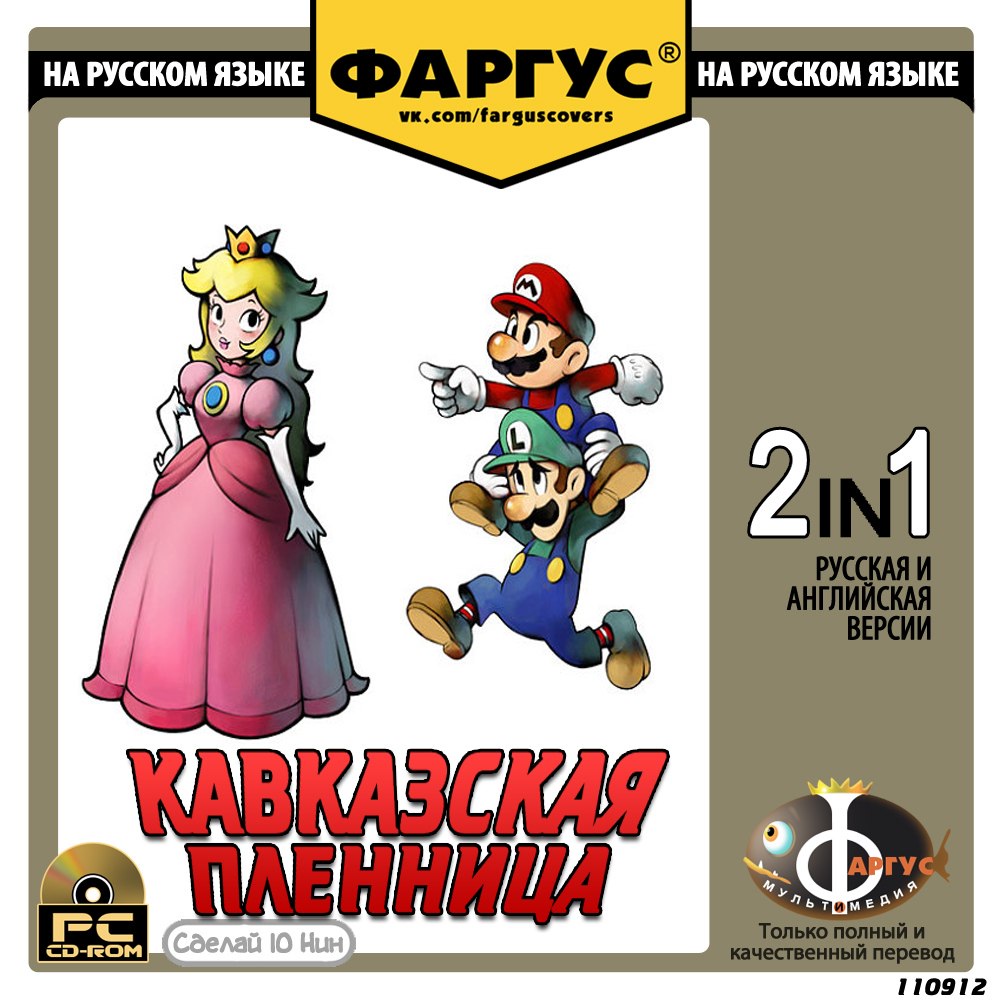 НА РУССКОМ ЯЗЫКЕ
ФАРГУС®
vk.com/farguscovers
НА РУССКОМ ЯЗЫКЕ
M
L
2IN1
РУССКАЯ И
АНГЛИЙСКАЯ
ВЕРСИИ
КАВКАЗСКАЯ
ПЛЕННИЦА
PC
CD-ROM
Сделай 10 Нин
ФАРГУС
МУЛЬТИМЕДИЯ
Только полный и
качественный перевод
110912